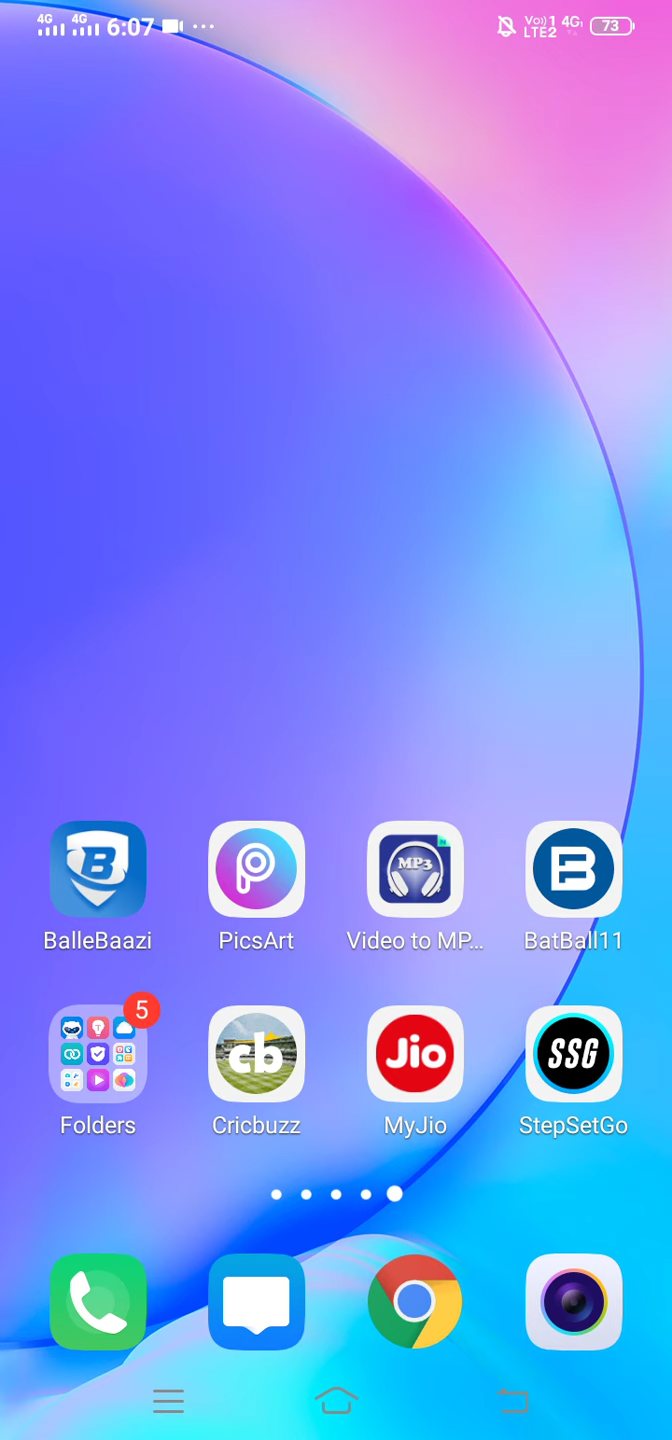 4G 4G 6:07 ... Vo)) 1 LTE2 4G 73
B
MP3 N
B
BalleBaazi PicsArt Video to MP... BatBall11
5
cb Jio SSG
Folders Cricbuzz MyJio StepSetGo